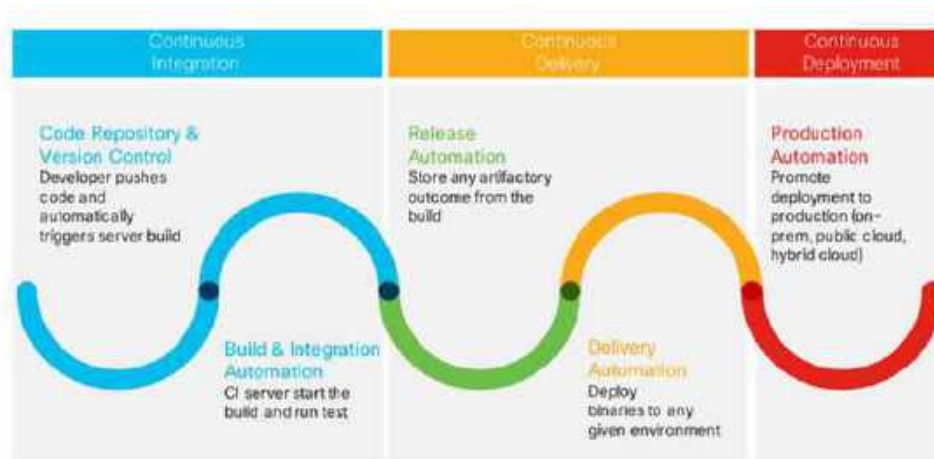 Continuous
Integration
Continuous
Delivery
Continuous
Deployment
Code Repository &
Version Control
Developer pushes
code and
automatically
triggers server build
Build & Integration
Automation
CI server start the
build and run test
Release
Automation
Store any artifactory
outcome from the
build
Delivery
Automation
Deploy
binaries to any
given environment
Production
Automation
Promote
deployment to
production (on-
prem, public cloud,
hybrid cloud)